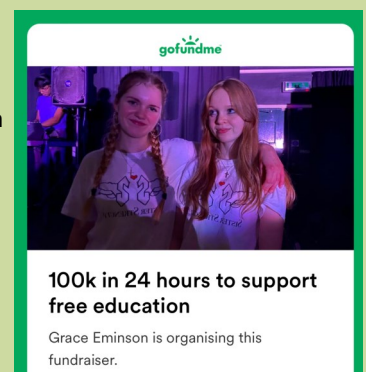 gofundme
100k in 24 hours to support
free education
Grace Eminson is organising this
fundraiser.